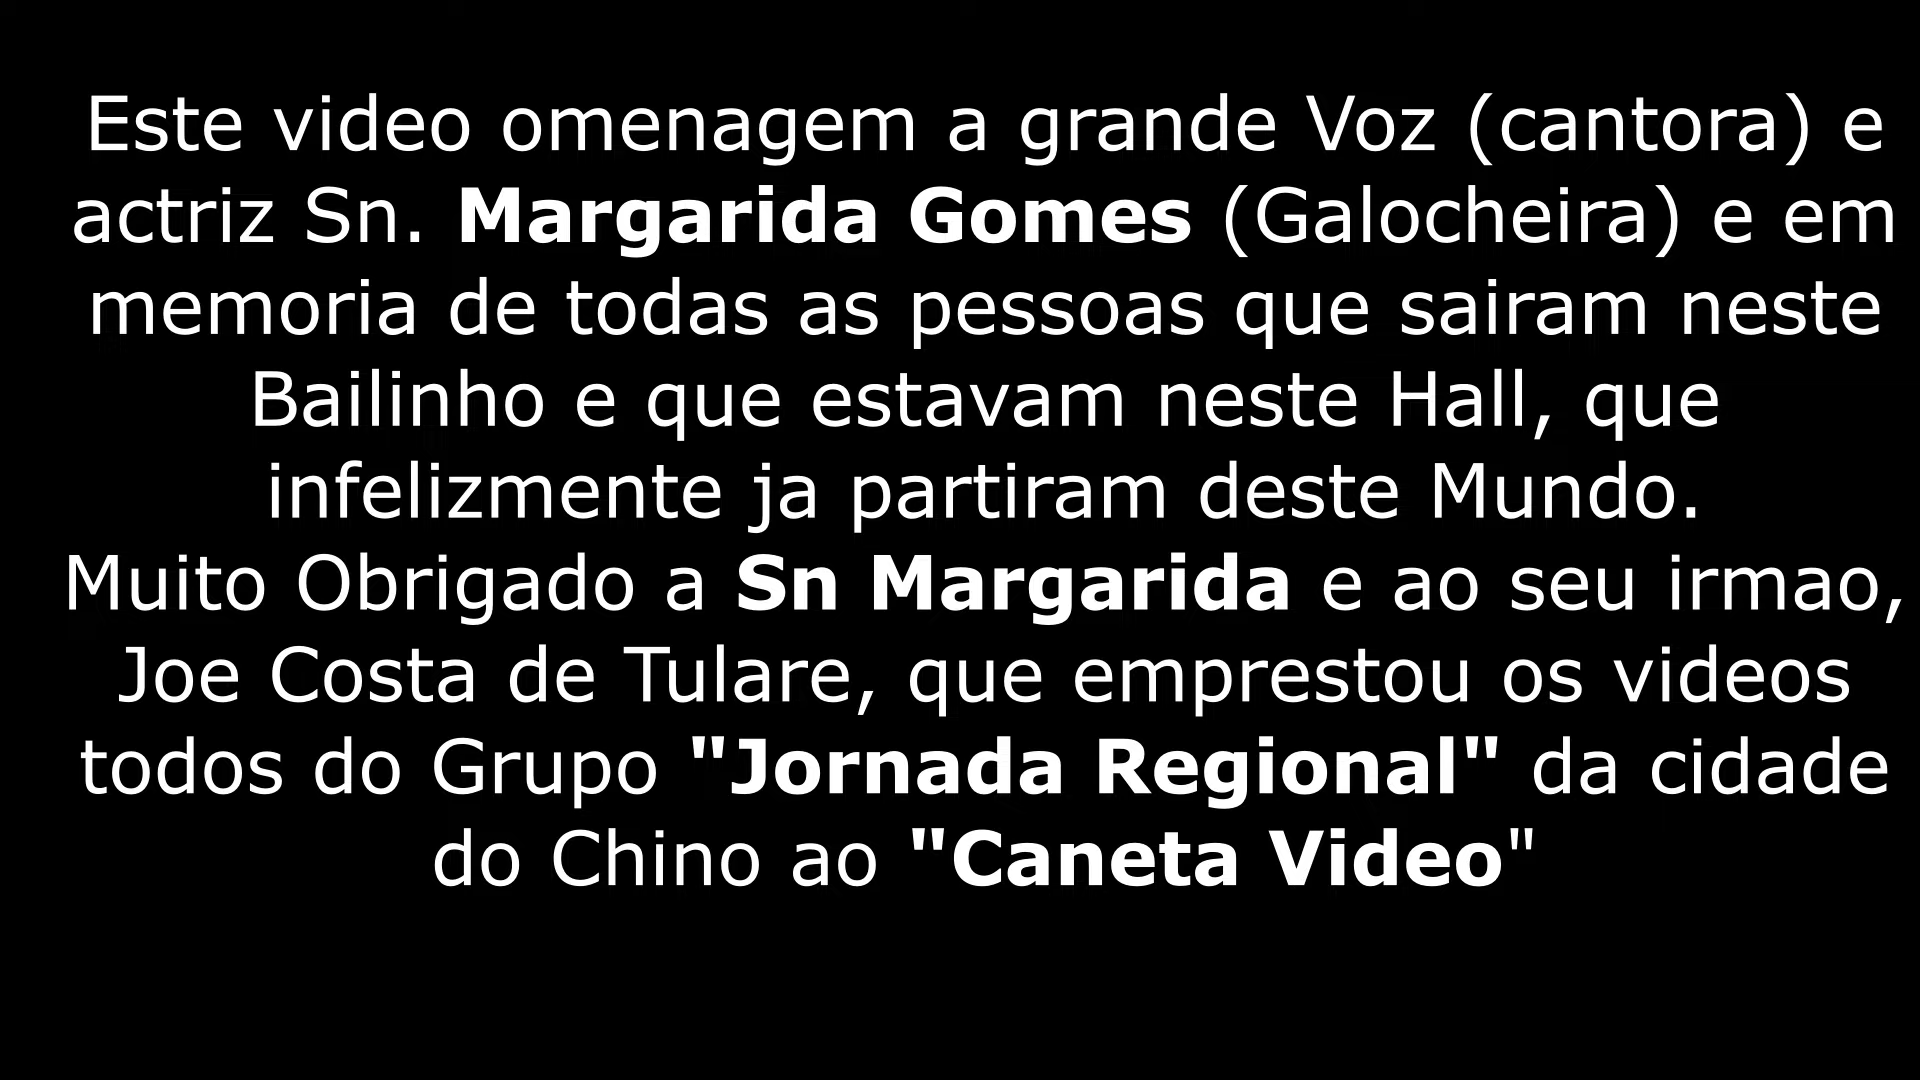 Este video omenagem a grande Voz (cantora) e
actriz Sn. Margarida Gomes (Galocheira) e em
memoria de todas as pessoas que sairam neste
Bailinho e que estavam neste Hall, que
infelizmente ja partiram deste Mundo.
Muito Obrigado a Sn Margarida e ao seu irmao,
Joe Costa de Tulare, que emprestou os videos
todos do Grupo "Jornada Regional" da cidade
do Chino ao "Caneta Video"